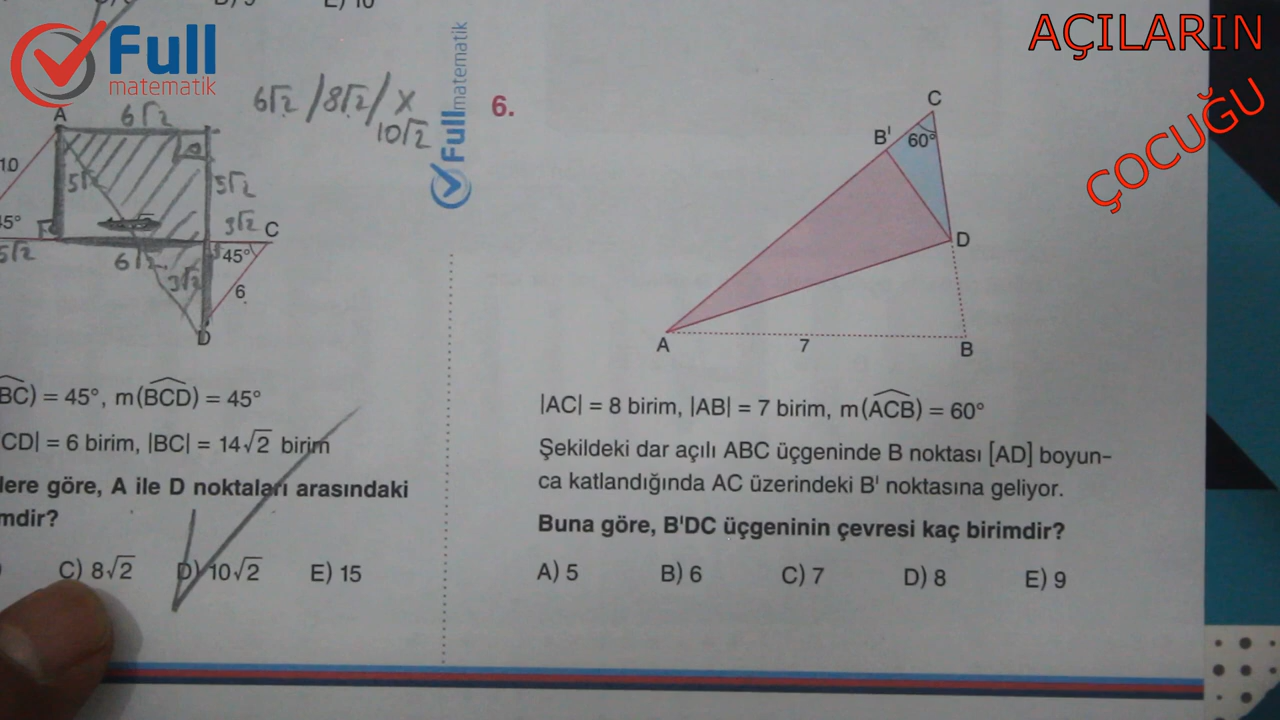 E) 10
Full
matematik
AÇILARIN
ÇOCUĞU
Full matematik
A
6√2
6√2 / 8√2 / X
10√2
10
5√2
5√2
45°
3√2
C
5√2
6√2
45°
3√2
6
D
BC) = 45°, m(BCD) = 45°
CD| = 6 birim, |BC| = 14√2 birim
lere göre, A ile D noktaları arasındaki
mdir?
C) 8√2 D) 10√2 E) 15
6.
C
B'
60°
D
A
7
B
|AC| = 8 birim, |AB| = 7 birim, m(ACB) = 60°
Şekildeki dar açılı ABC üçgeninde B noktası [AD] boyun-
ca katlandığında AC üzerindeki B' noktasına geliyor.
Buna göre, B'DC üçgeninin çevresi kaç birimdir?
A) 5 B) 6 C) 7 D) 8 E) 9